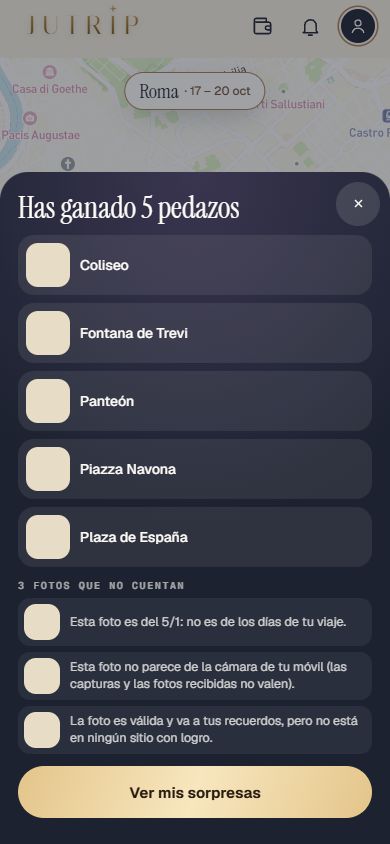 JUTRIP
Casa di Goethe
Roma · 17 – 20 oct
rti Sallustiani
Pacis Augustae
Castro P
Has ganado 5 pedazos
×
Coliseo
Fontana de Trevi
Panteón
Piazza Navona
Plaza de España
3 FOTOS QUE NO CUENTAN
Esta foto es del 5/1: no es de los días de tu viaje.
Esta foto no parece de la cámara de tu móvil (las
capturas y las fotos recibidas no valen).
La foto es válida y va a tus recuerdos, pero no está
en ningún sitio con logro.
Ver mis sorpresas